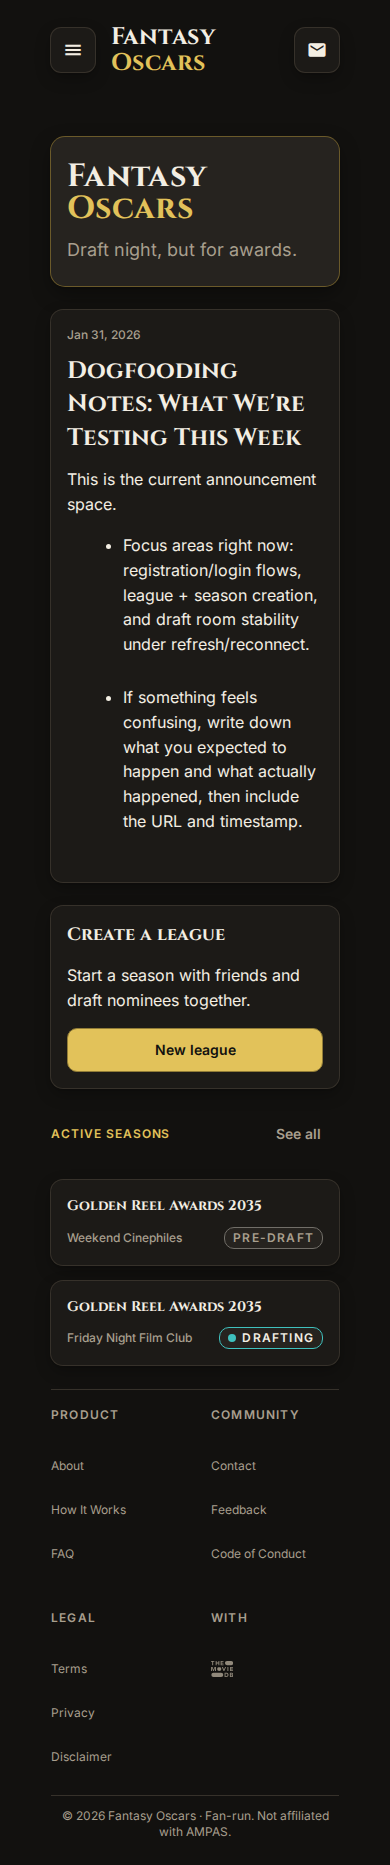 Fantasy
Oscars
Fantasy
Oscars
Draft night, but for awards.
Jan 31, 2026
Dogfooding
Notes: What We're
Testing This Week
This is the current announcement
space.
• Focus areas right now:
registration/login flows,
league + season creation,
and draft room stability
under refresh/reconnect.
• If something feels
confusing, write down
what you expected to
happen and what actually
happened, then include
the URL and timestamp.
Create a league
Start a season with friends and
draft nominees together.
New league
ACTIVE SEASONS
See all
Golden Reel Awards 2035
Weekend Cinephiles
PRE-DRAFT
Golden Reel Awards 2035
Friday Night Film Club
DRAFTING
PRODUCT
About
How It Works
FAQ
COMMUNITY
Contact
Feedback
Code of Conduct
LEGAL
Terms
Privacy
Disclaimer
WITH
THE
MOVIE
DB
© 2026 Fantasy Oscars · Fan-run. Not affiliated
with AMPAS.